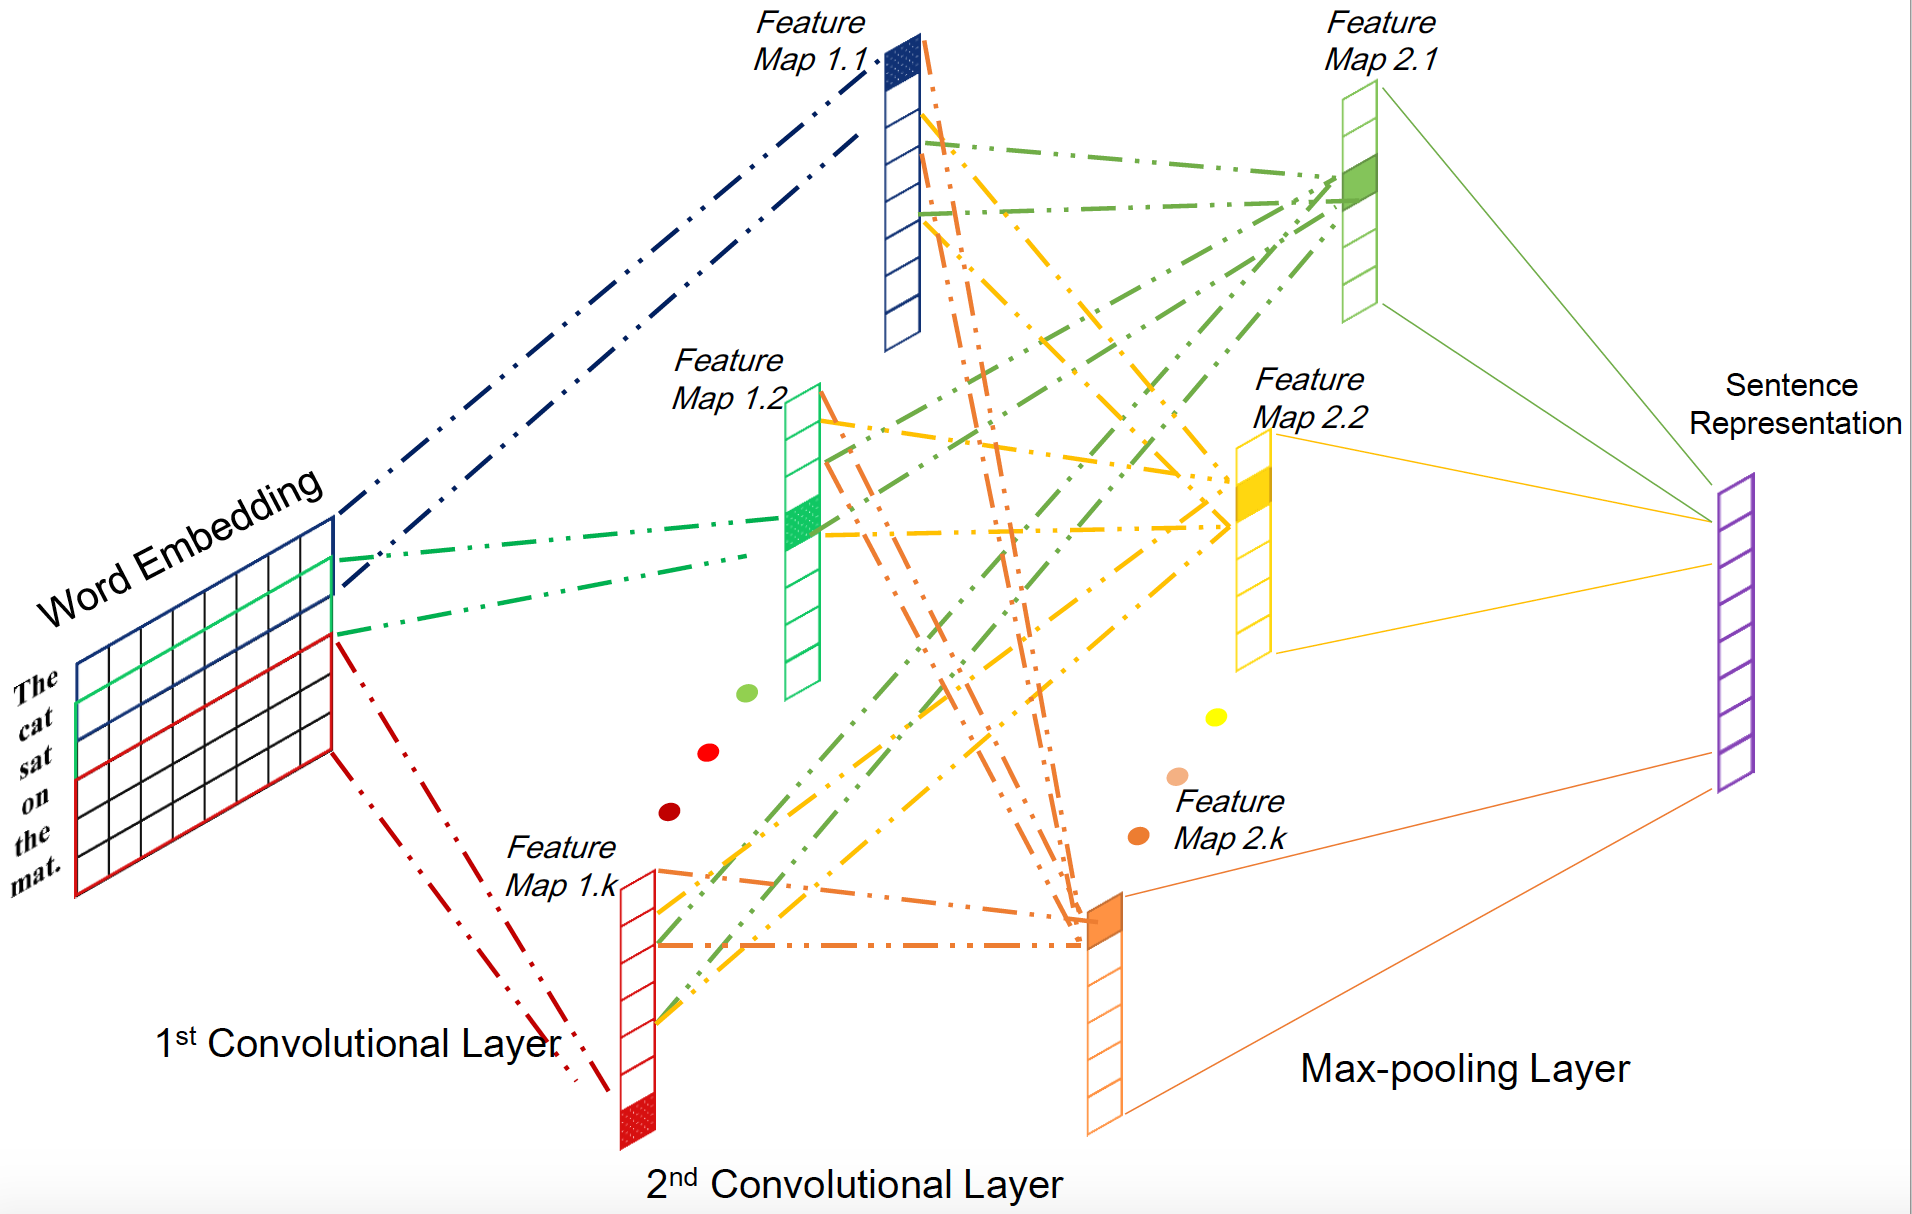 Feature
Map 1.1
Feature
Map 2.1
Feature
Map 1.2
Feature
Map 2.2
Sentence
Representation
Word Embedding
The
cat
sat
on
the
mat.
Feature
Map 1.k
Feature
Map 2.k
1st Convolutional Layer
Max-pooling Layer
2nd Convolutional Layer